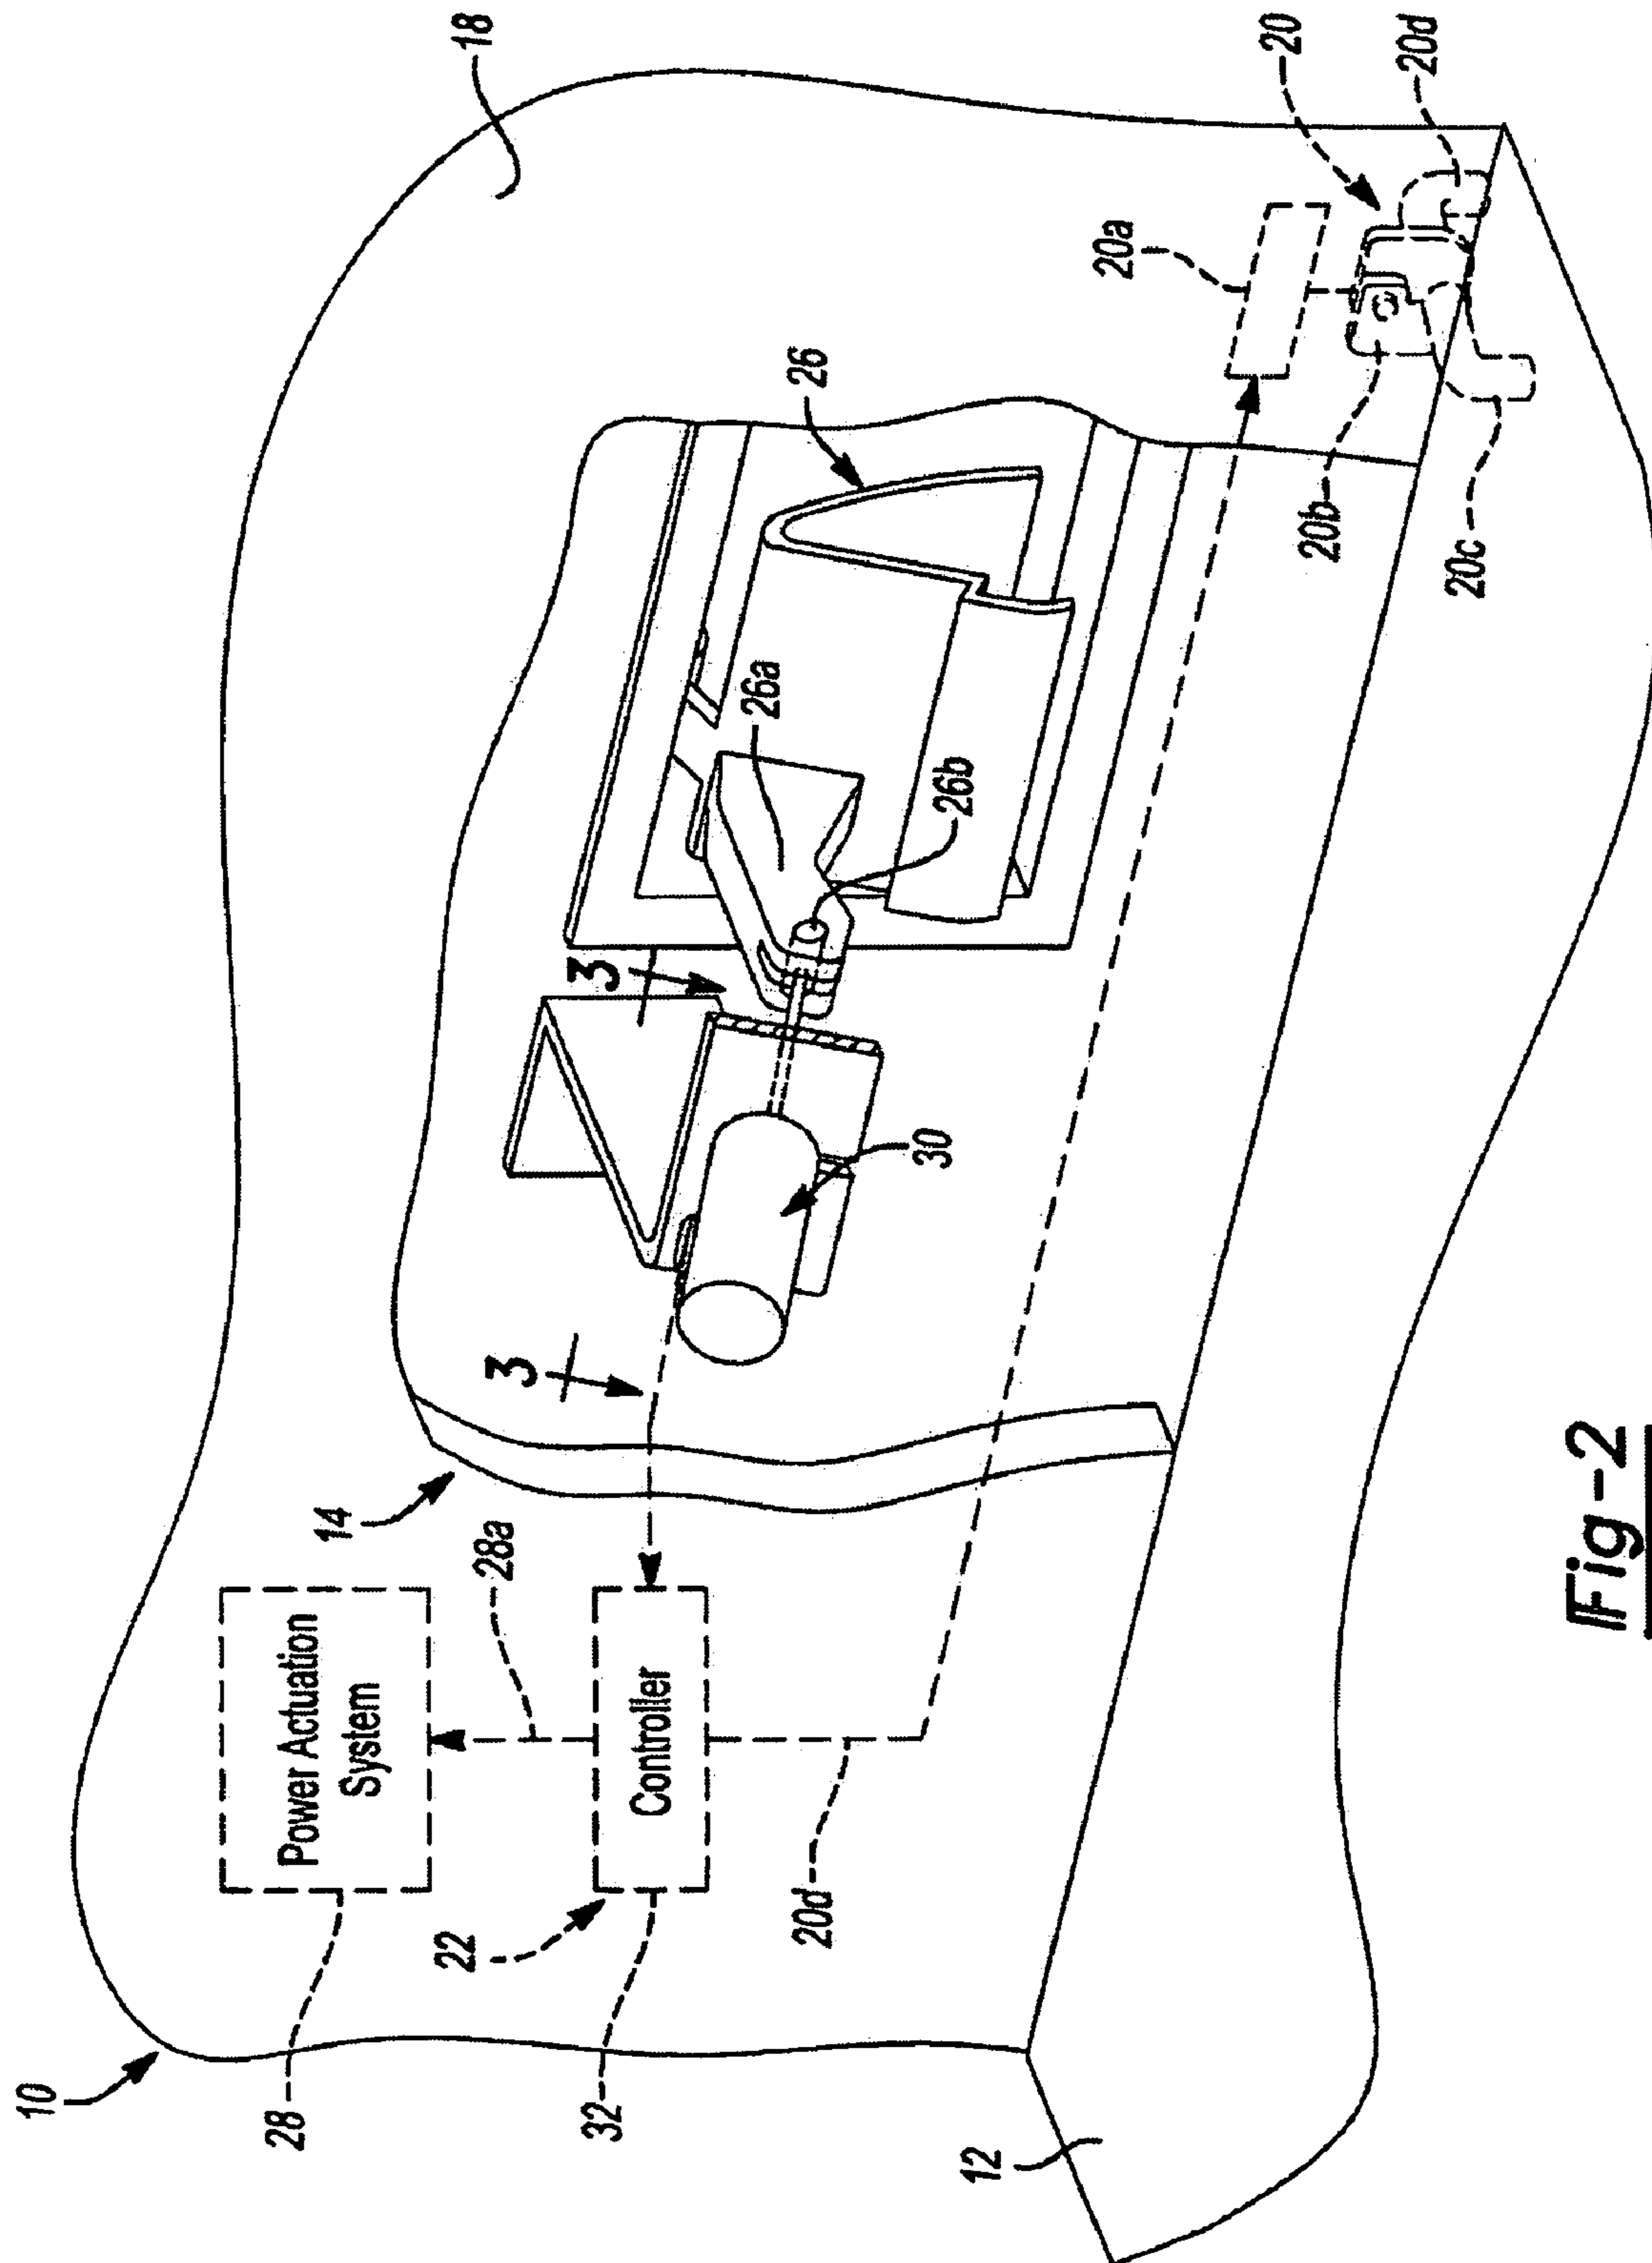 10
28
Power Actuation
System
28a
22
32
Controller
20d
14
3
3
30
26
26a
26b
18
20a
20
20d
20b
20c
12
Fig-2